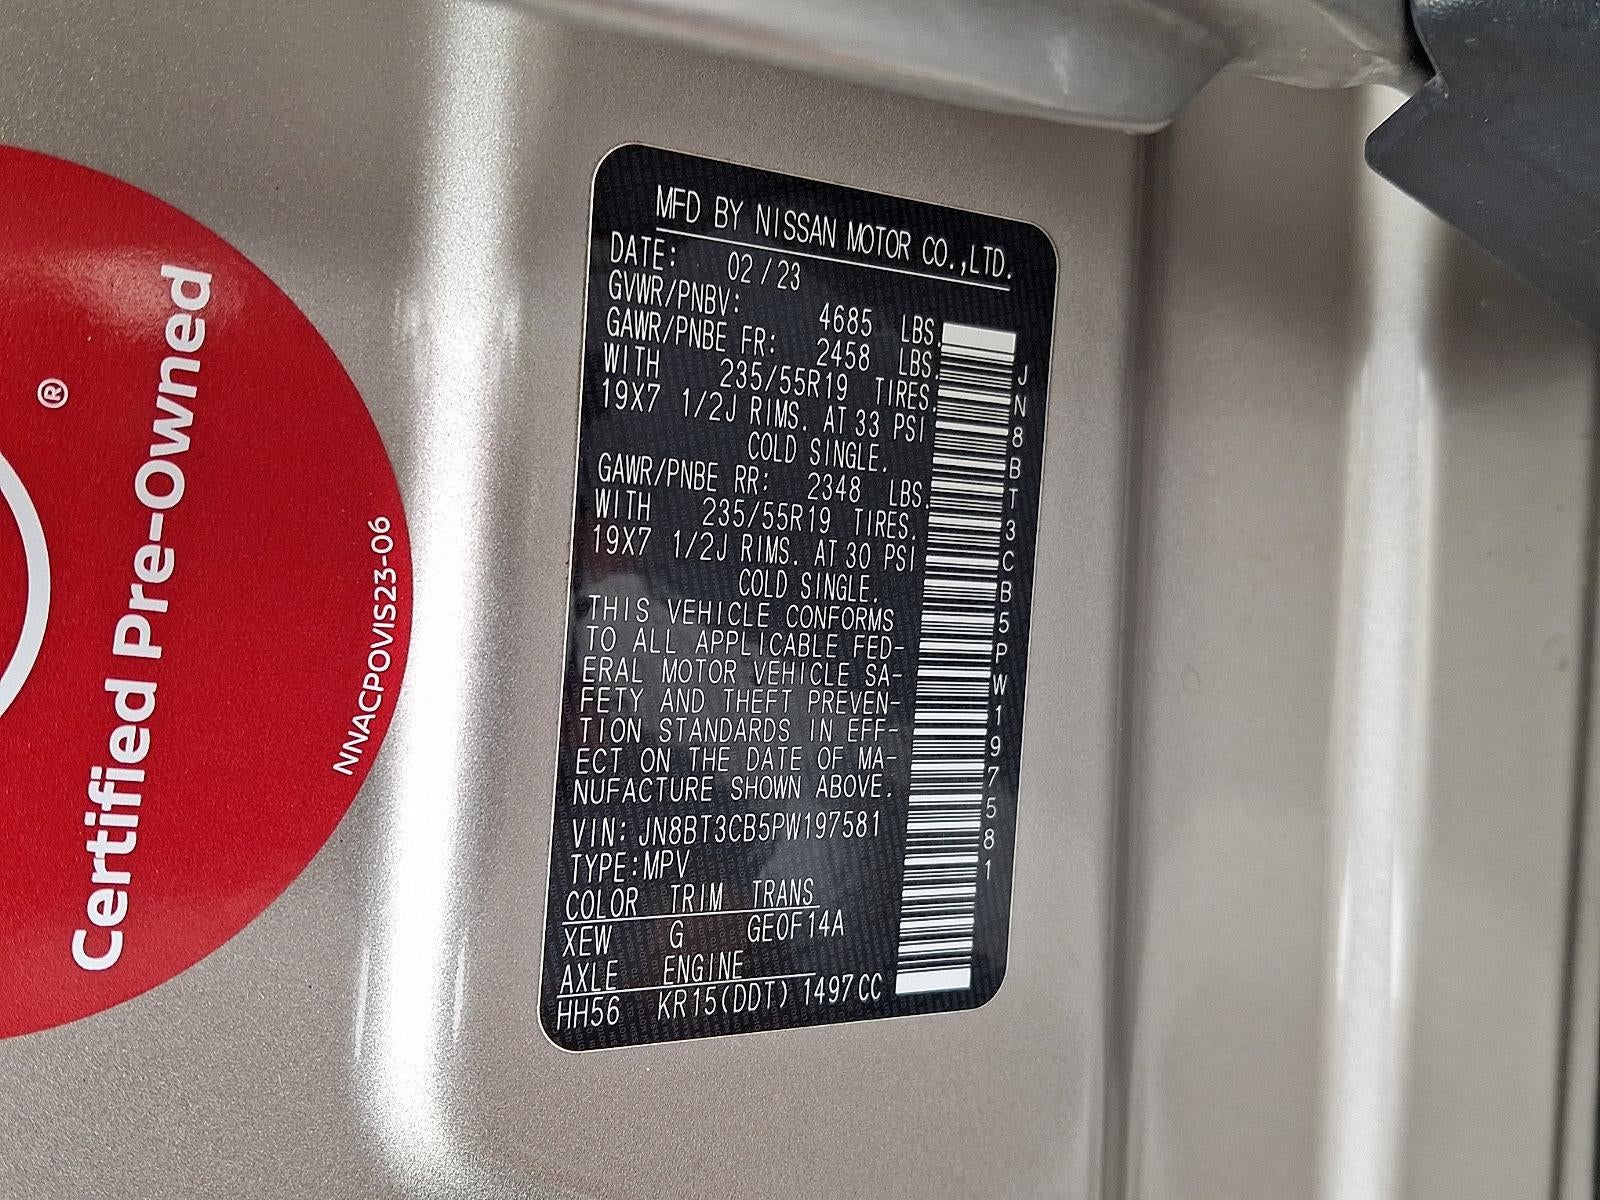 MFD BY NISSAN MOTOR CO.,LTD.
DATE: 02/23
GVWR/PNBV: 4685 LBS.
GAWR/PNBE FR: 2458 LBS.
WITH 235/55R19 TIRES.
19X7 1/2J RIMS. AT 33 PSI
COLD SINGLE.
GAWR/PNBE RR: 2348 LBS.
WITH 235/55R19 TIRES.
19X7 1/2J RIMS. AT 30 PSI
COLD SINGLE.
THIS VEHICLE CONFORMS
TO ALL APPLICABLE FED-
ERAL MOTOR VEHICLE SA-
FETY AND THEFT PREVEN-
TION STANDARDS IN EFF-
ECT ON THE DATE OF MA-
NUFACTURE SHOWN ABOVE.
VIN: JN8BT3CB5PW197581
TYPE:MPV
COLOR TRIM TRANS
XEW G GEOF14A
AXLE ENGINE
HH56 KR15(DDT) 1497CC
JN8BT3CB5PW197581
®
Certified Pre-Owned
NNACPOVIS23-06